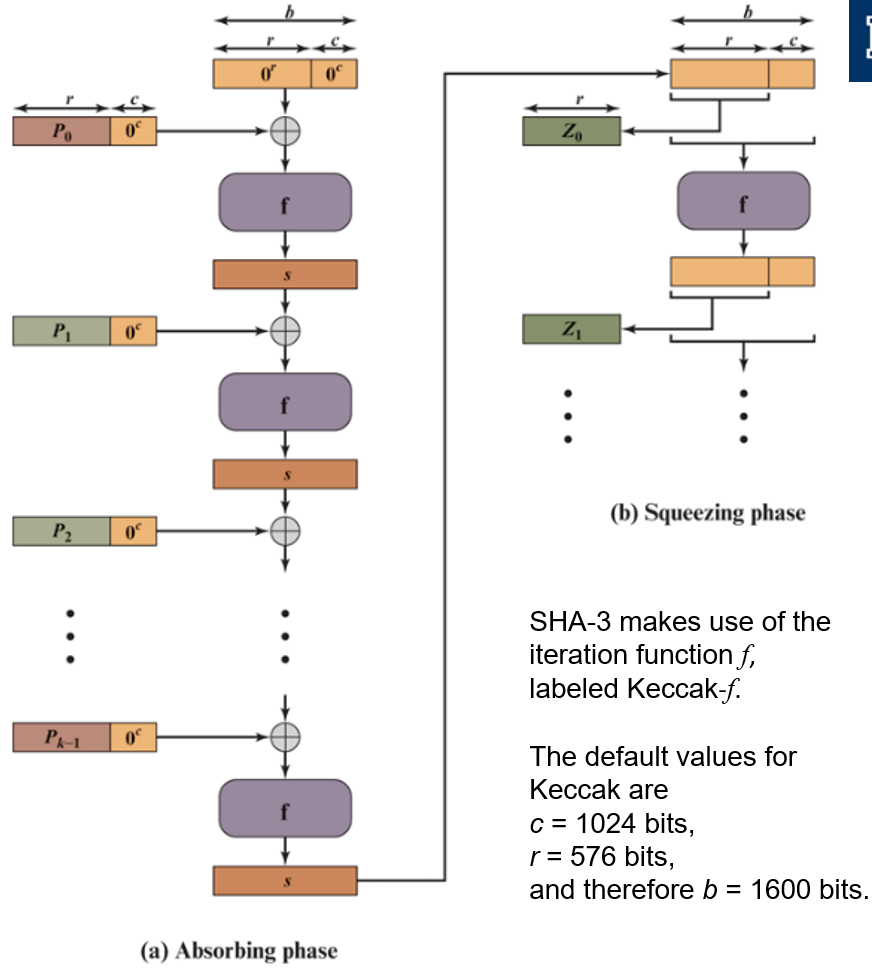 b
r c
0^r 0^c
r c
P_0 0^c
f
s
P_1 0^c
f
s
P_2 0^c
P_{k–1} 0^c
f
s
(a) Absorbing phase
b
r c
r
Z_0
f
Z_1
(b) Squeezing phase
SHA-3 makes use of the
iteration function f,
labeled Keccak-f.
The default values for
Keccak are
c = 1024 bits,
r = 576 bits,
and therefore b = 1600 bits.